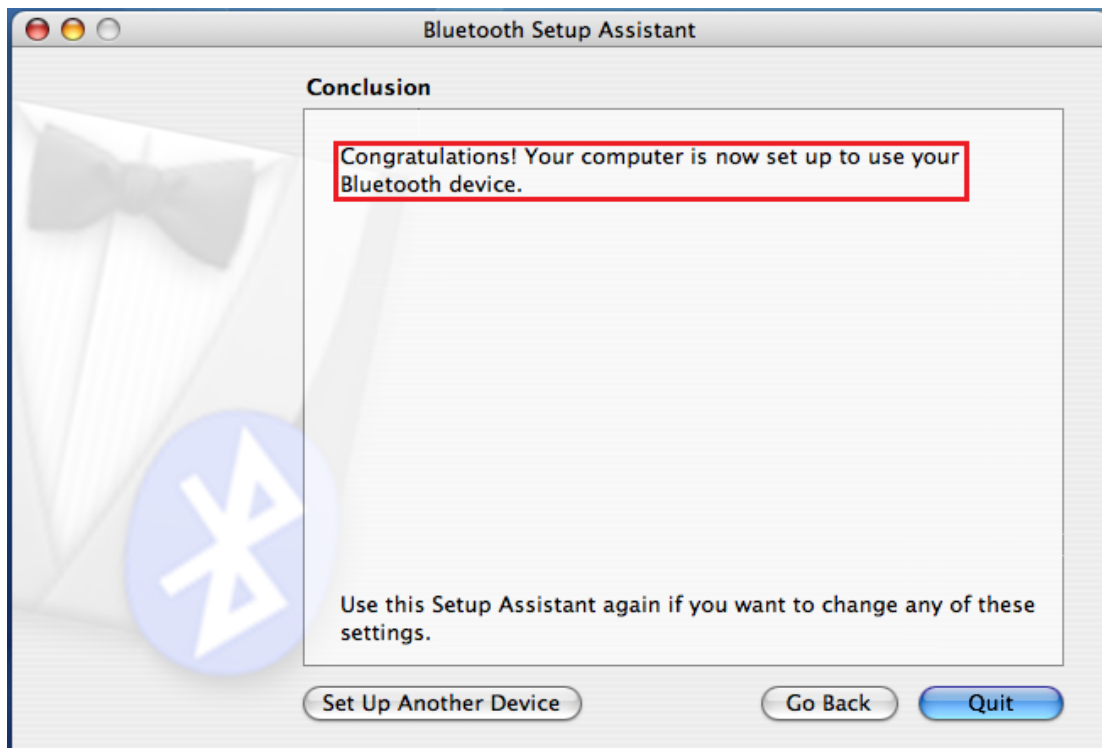 Bluetooth Setup Assistant
Conclusion
Congratulations! Your computer is now set up to use your
Bluetooth device.
Use this Setup Assistant again if you want to change any of these
settings.
Set Up Another Device
Go Back
Quit